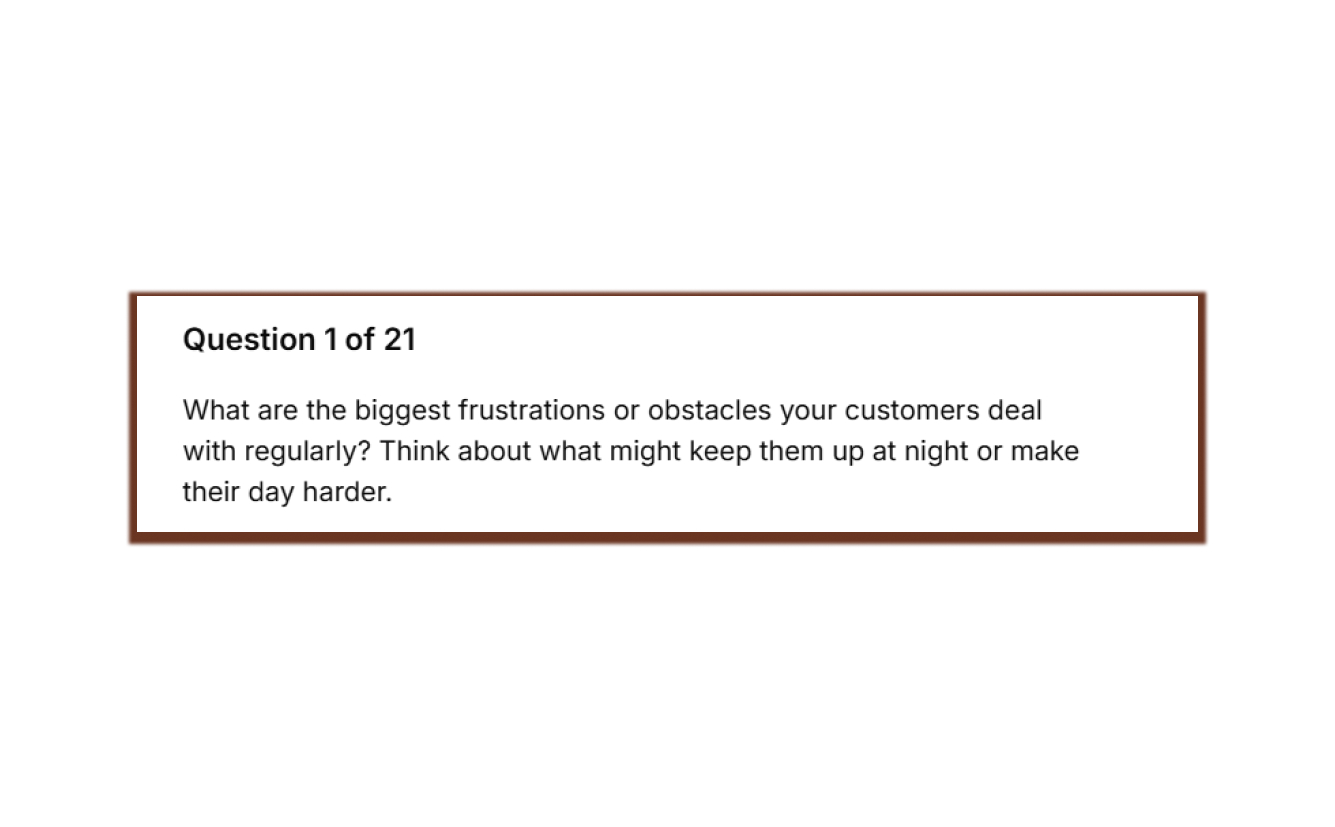 Question 1 of 21
What are the biggest frustrations or obstacles your customers deal
with regularly? Think about what might keep them up at night or make
their day harder.